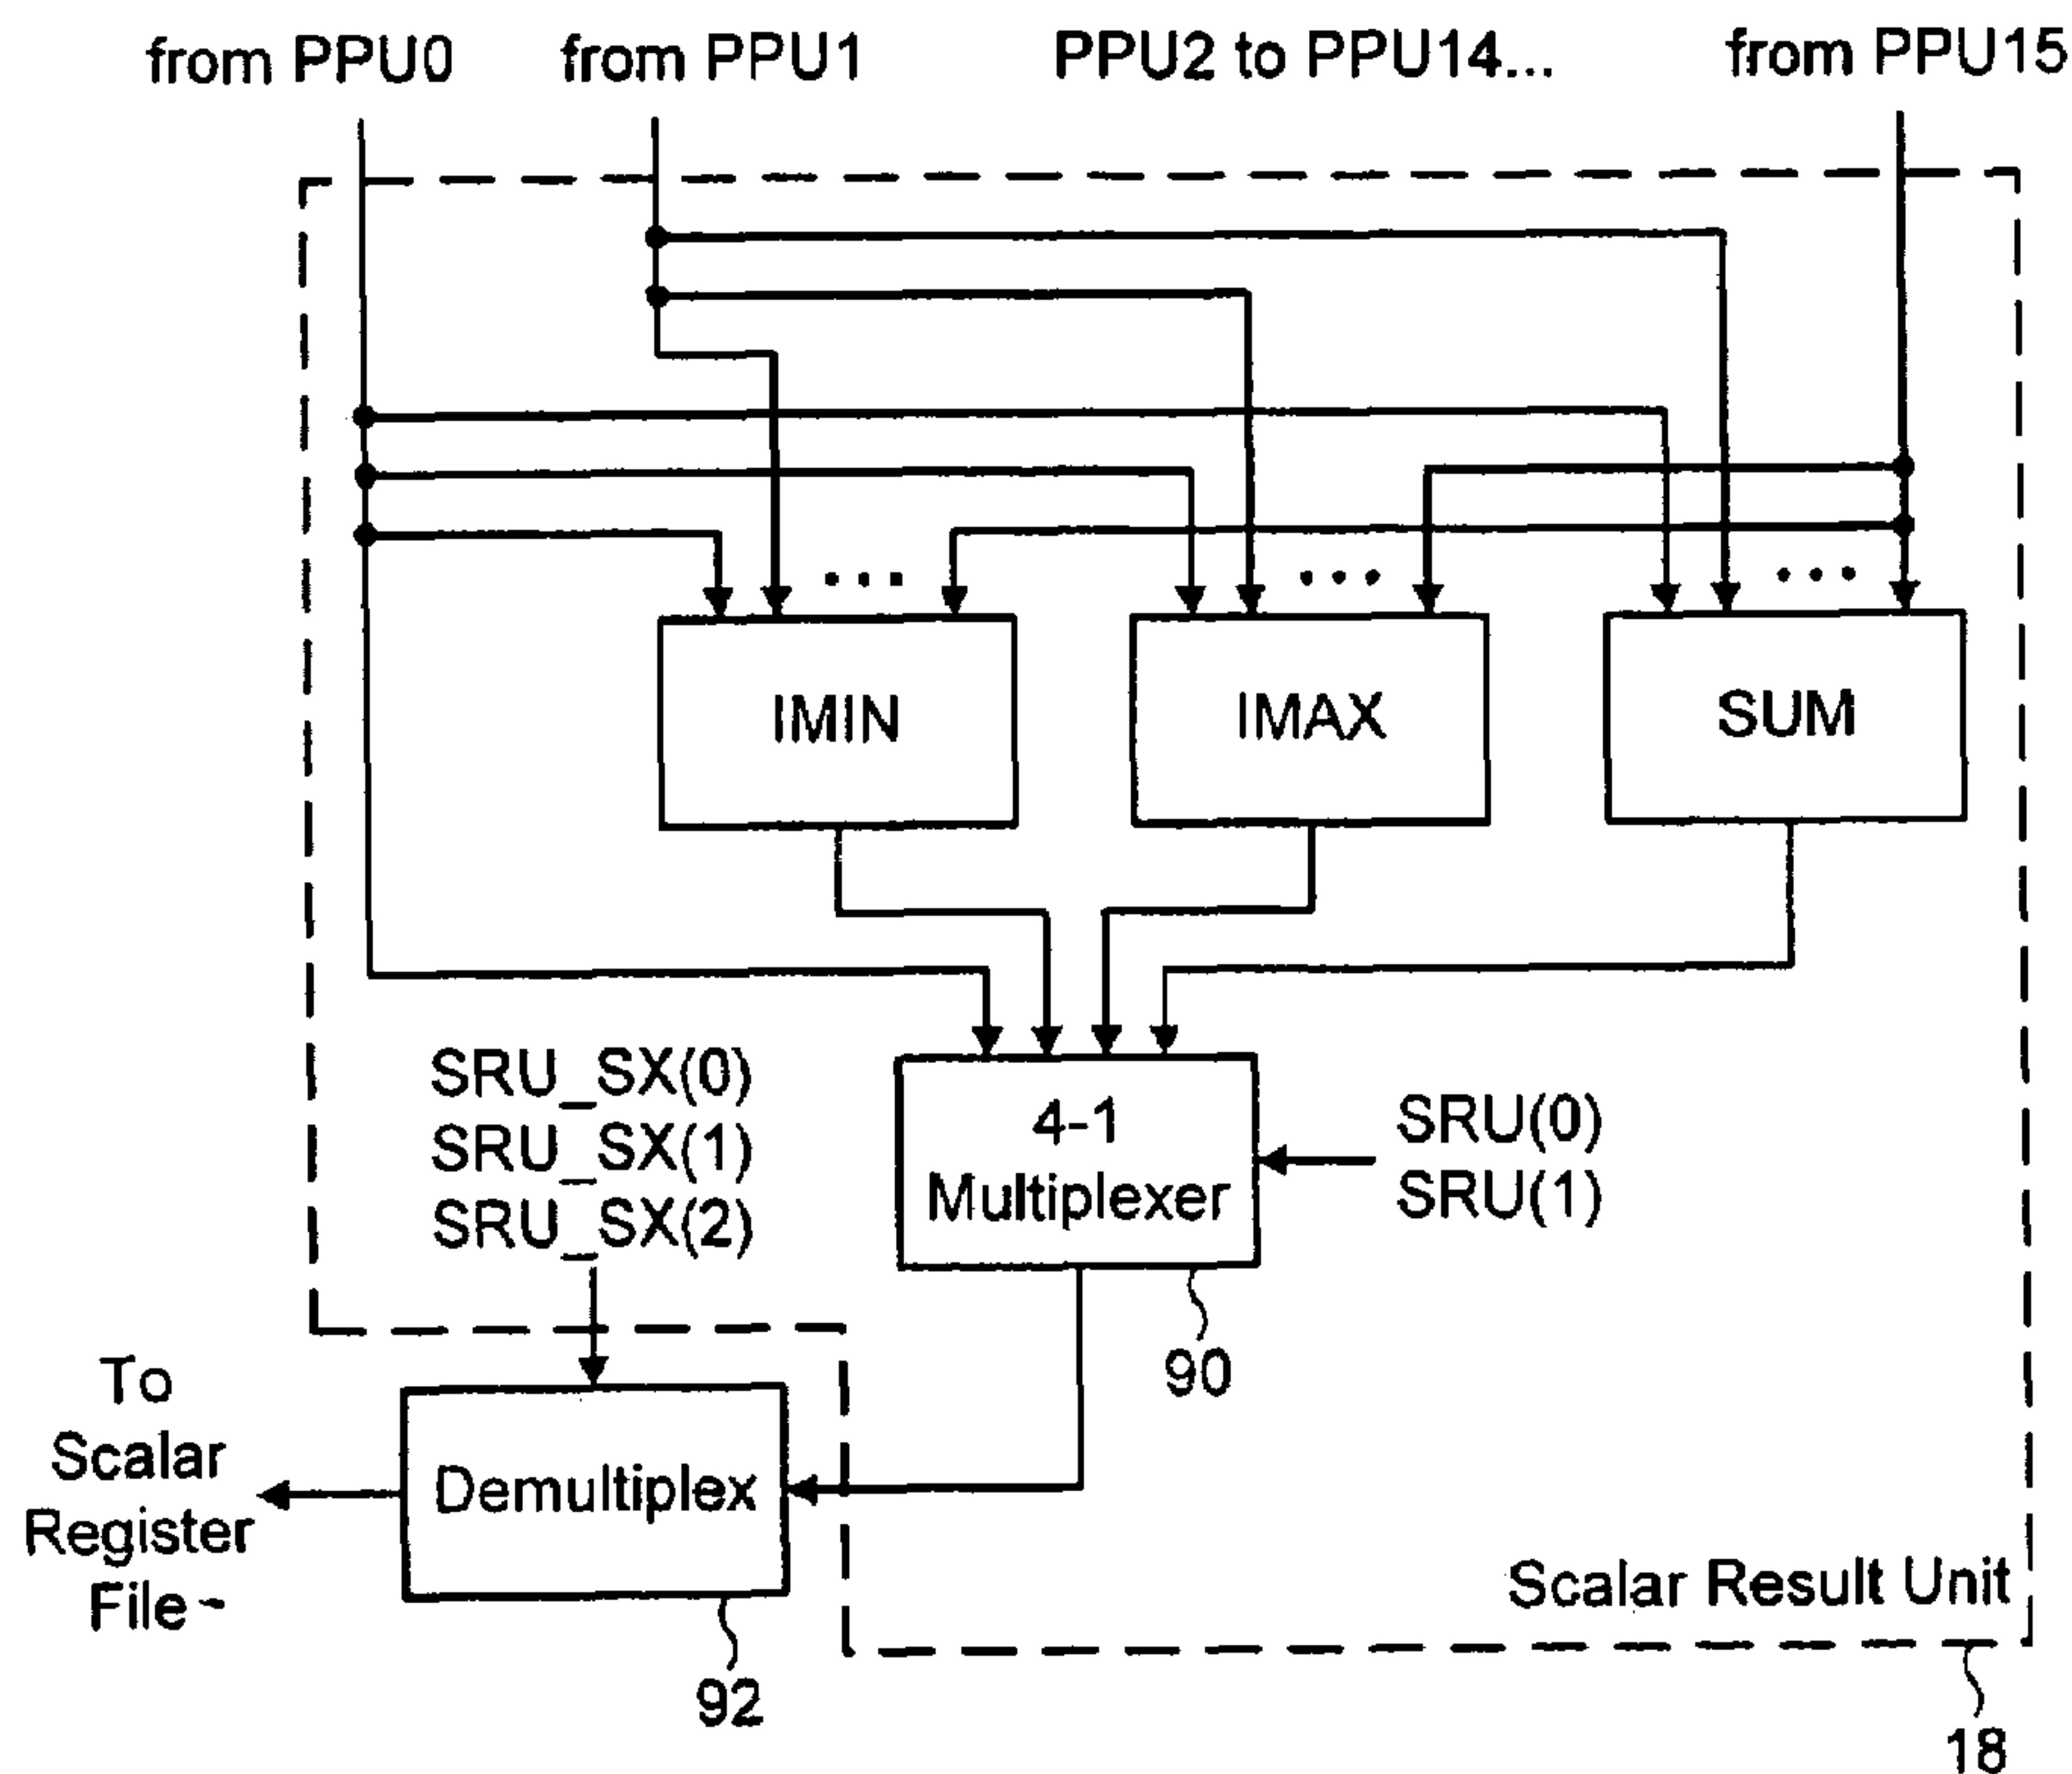 from PPU0
from PPU1
PPU2 to PPU14...
from PPU15
...
...
...
IMIN
IMAX
SUM
SRU_SX(0)
SRU_SX(1)
SRU_SX(2)
4-1
Multiplexer
SRU(0)
SRU(1)
90
To
Scalar
Register
File
Demultiplex
92
Scalar Result Unit
18